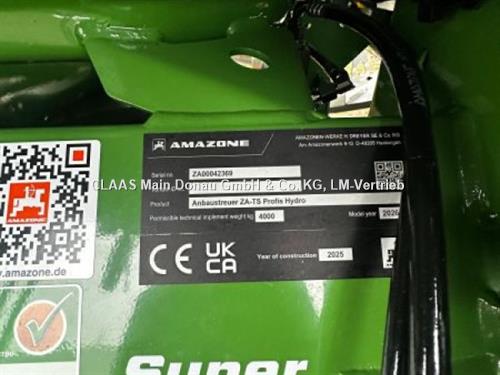 AMAZONE
AMAZONEN-WERKE H. DREYER SE & Co. KG
Am Amazonenwerk 9-13, D-49205 Hasbergen
Serial no
ZA00042369
CLAAS Main Donau GmbH & Co. KG, LM-Vertrieb
Product
Anbaustreuer ZA-TS Profis Hydro
Permissible technical implement weight kg
4000
Model year
2026
CE
UK
CA
Year of construction
2025
AMAZONE
www.amazone.de
Super